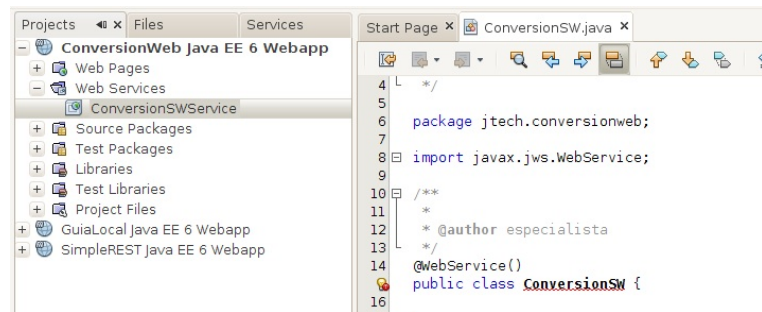 Projects Files Services
ConversionWeb Java EE 6 Webapp
Web Pages
Web Services
ConversionSWService
Source Packages
Test Packages
Libraries
Test Libraries
Project Files
GuiaLocal Java EE 6 Webapp
SimpleREST Java EE 6 Webapp
Start Page ConversionSW.java
4 */
5
6 package jtech.conversionweb;
7
8 import javax.jws.WebService;
9
10 /**
11 *
12 * @author especialista
13 */
14 @WebService()
public class ConversionSW {
16